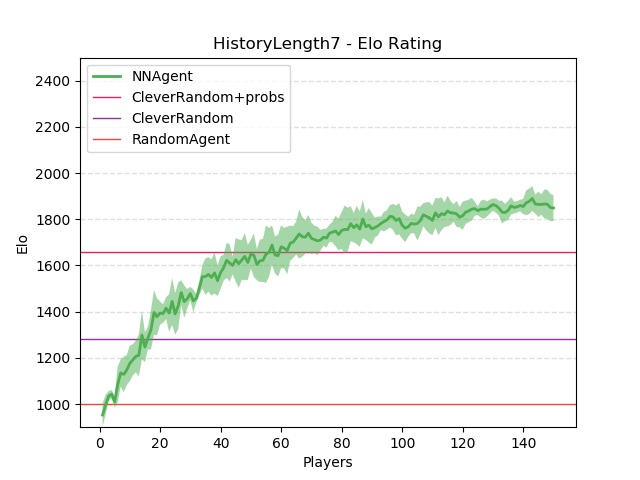 HistoryLength7 - Elo Rating
NNAgent
CleverRandom+probs
CleverRandom
RandomAgent
2400
2200
2000
1800
1600
1400
1200
1000
Elo
0 20 40 60 80 100 120 140
Players